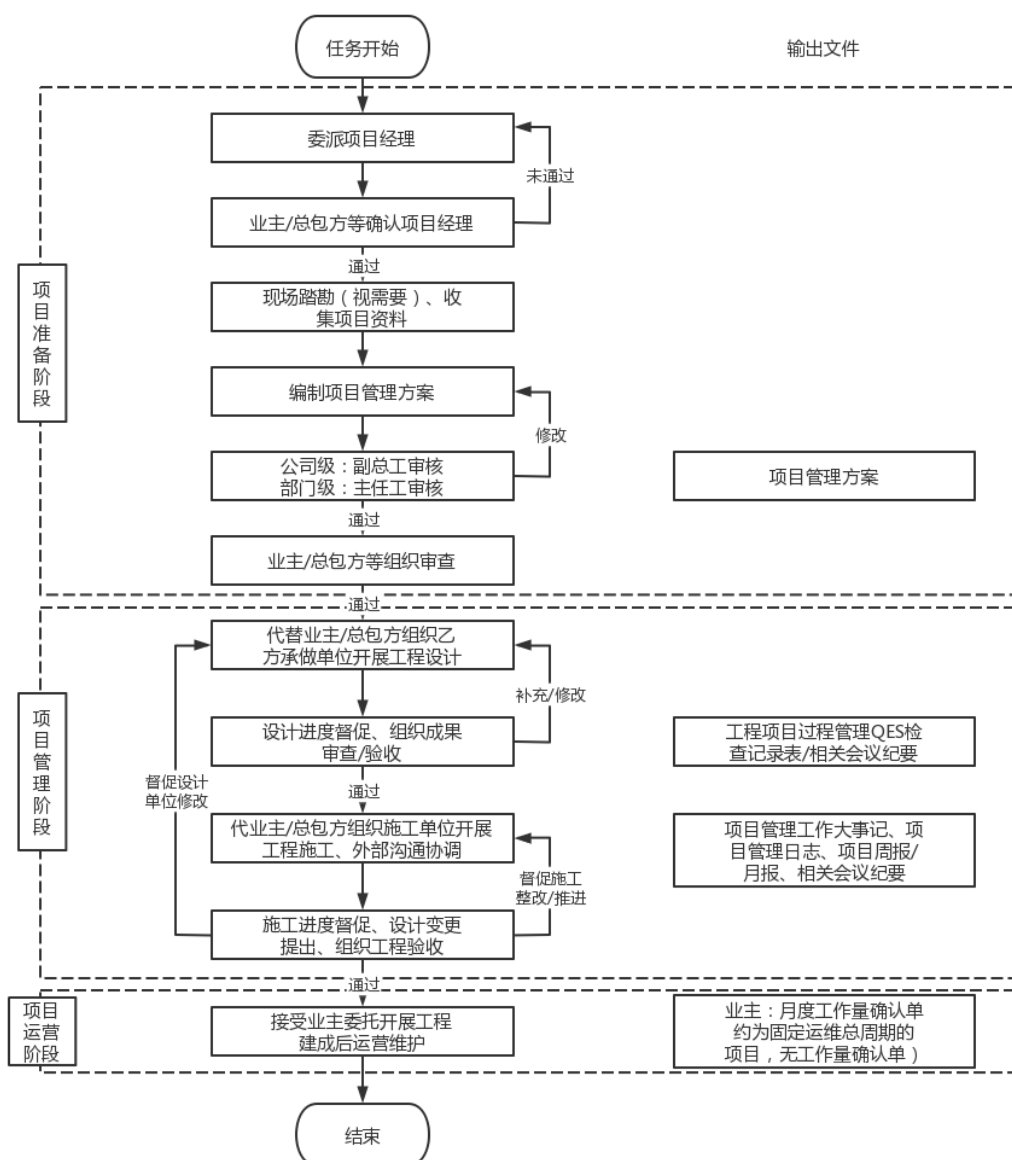 任务开始
输出文件
委派项目经理
未通过
业主/总包方等确认项目经理
通过
项
目
准
备
阶
段
现场踏勘（视需要）、收
集项目资料
编制项目管理方案
修改
公司级：副总工审核
部门级：主任工审核
项目管理方案
通过
业主/总包方等组织审查
通过
代替业主/总包方组织乙
方承做单位开展工程设计
补充/修改
项
目
管
理
阶
段
设计进度督促、组织成果
审查/验收
工程项目过程管理QES检
查记录表/相关会议纪要
督促设计
单位修改
通过
代业主/总包方组织施工单位开展
工程施工、外部沟通协调
项目管理工作大事记、项
目管理日志、项目周报/
月报、相关会议纪要
督促施工
整改/推进
施工进度督促、设计变更
提出、组织工程验收
通过
项目
运营
阶段
接受业主委托开展工程
建成后运营维护
业主：月度工作量确认单
约为固定运维总周期的
项目，无工作量确认单）
结束